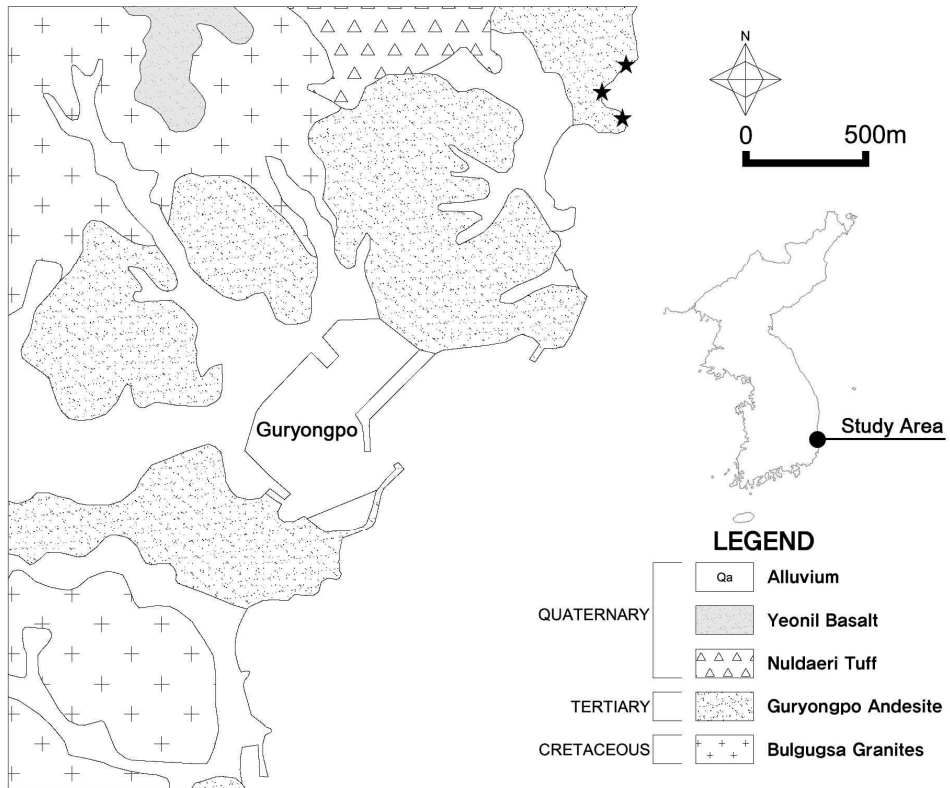 N
0 500m
Guryongpo
Study Area
LEGEND
QUATERNARY
Qa Alluvium
Yeonil Basalt
Nuldaeri Tuff
TERTIARY Guryongpo Andesite
CRETACEOUS Bulgugsa Granites